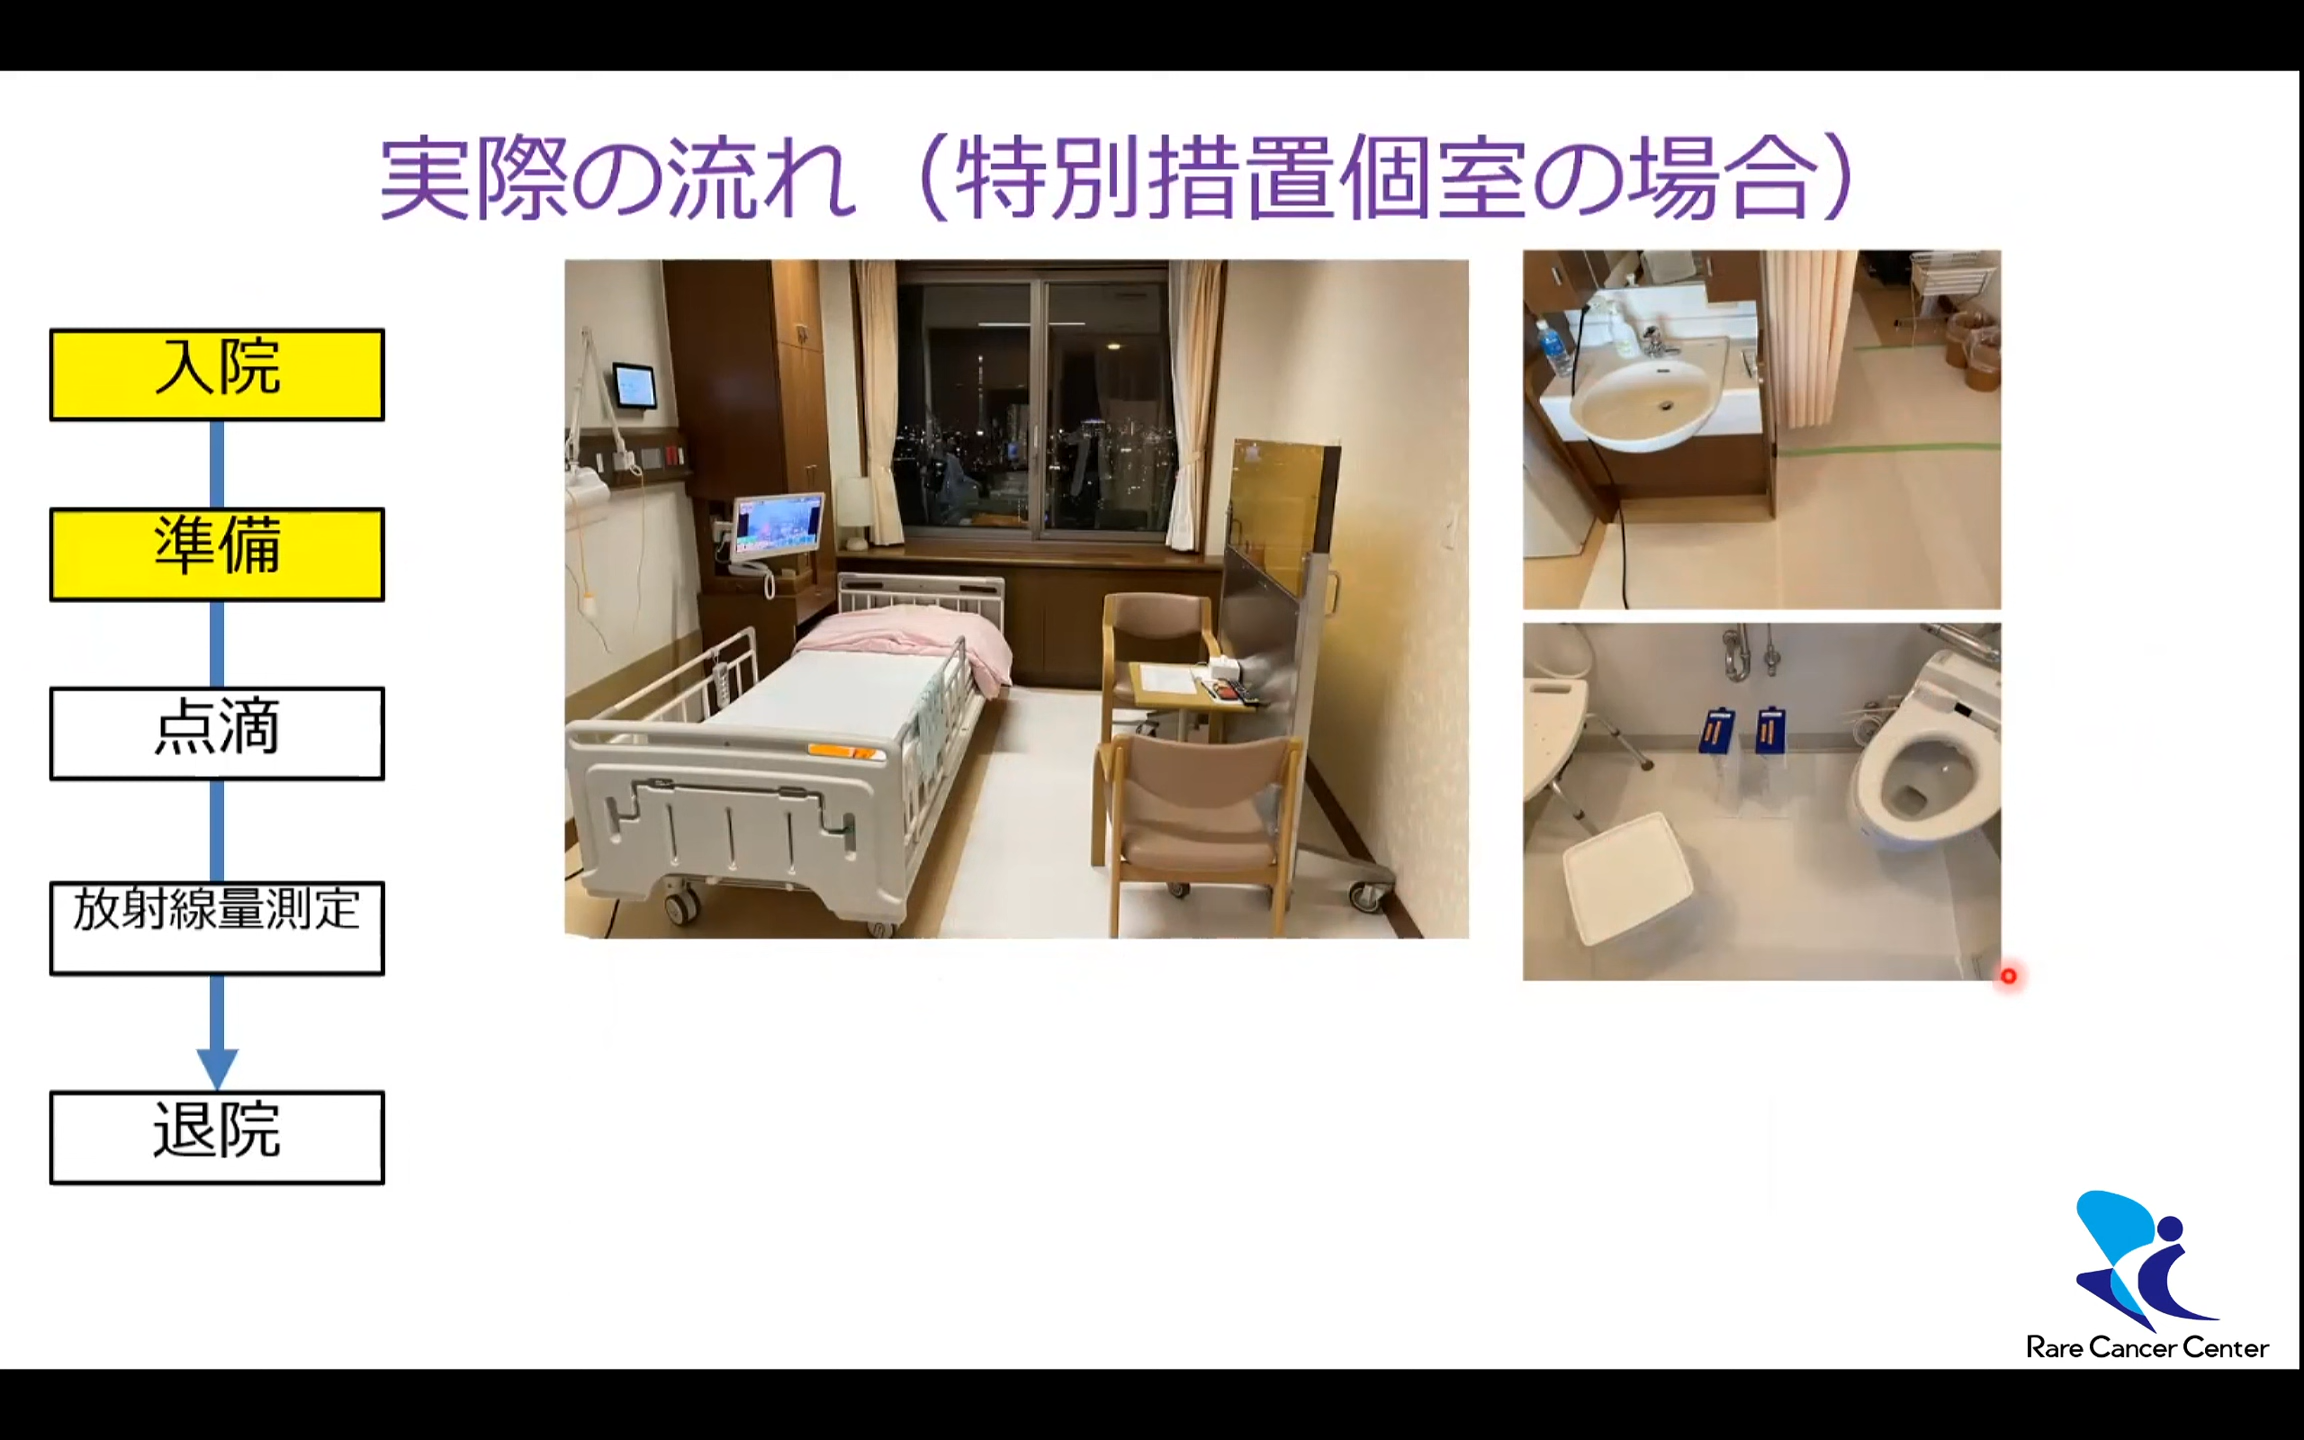 実際の流れ（特別措置個室の場合）
入院
準備
点滴
放射線量測定
退院
Rare Cancer Center